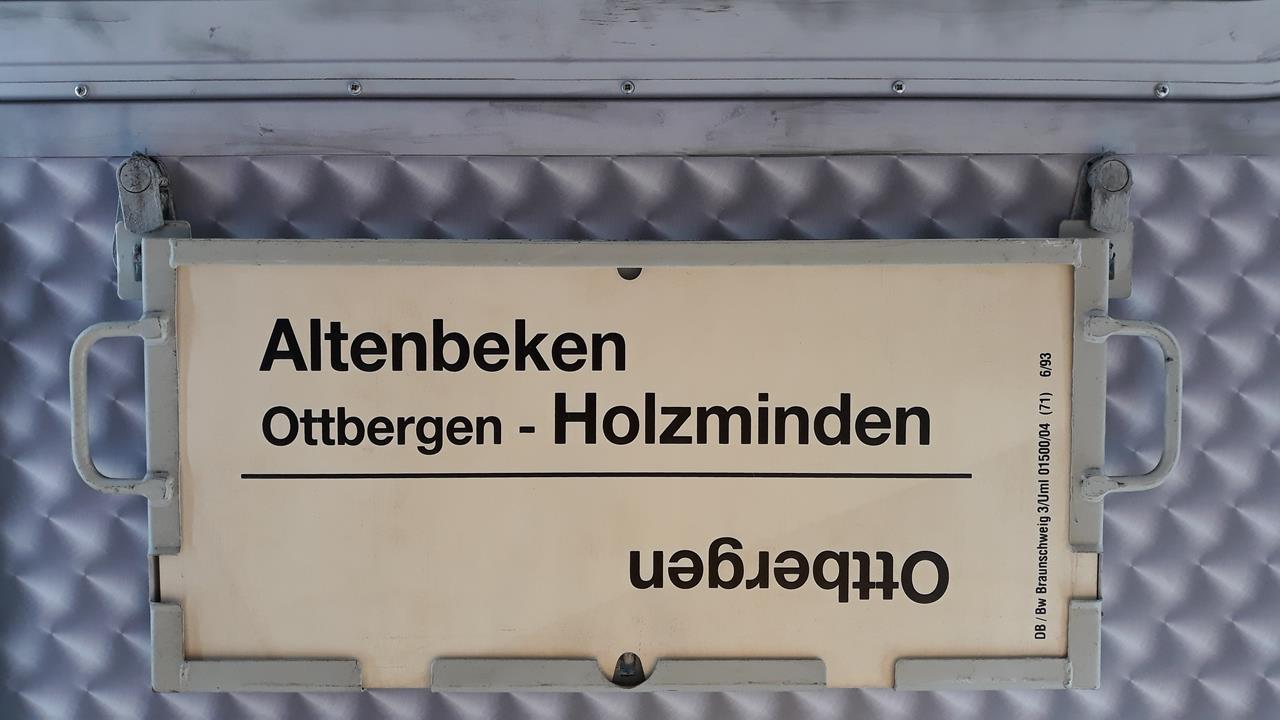 Altenbeken
Ottbergen - Holzminden
Ottbergen
DB / Bw Braunschweig 3/Uml 01500/04 (71) 6/93